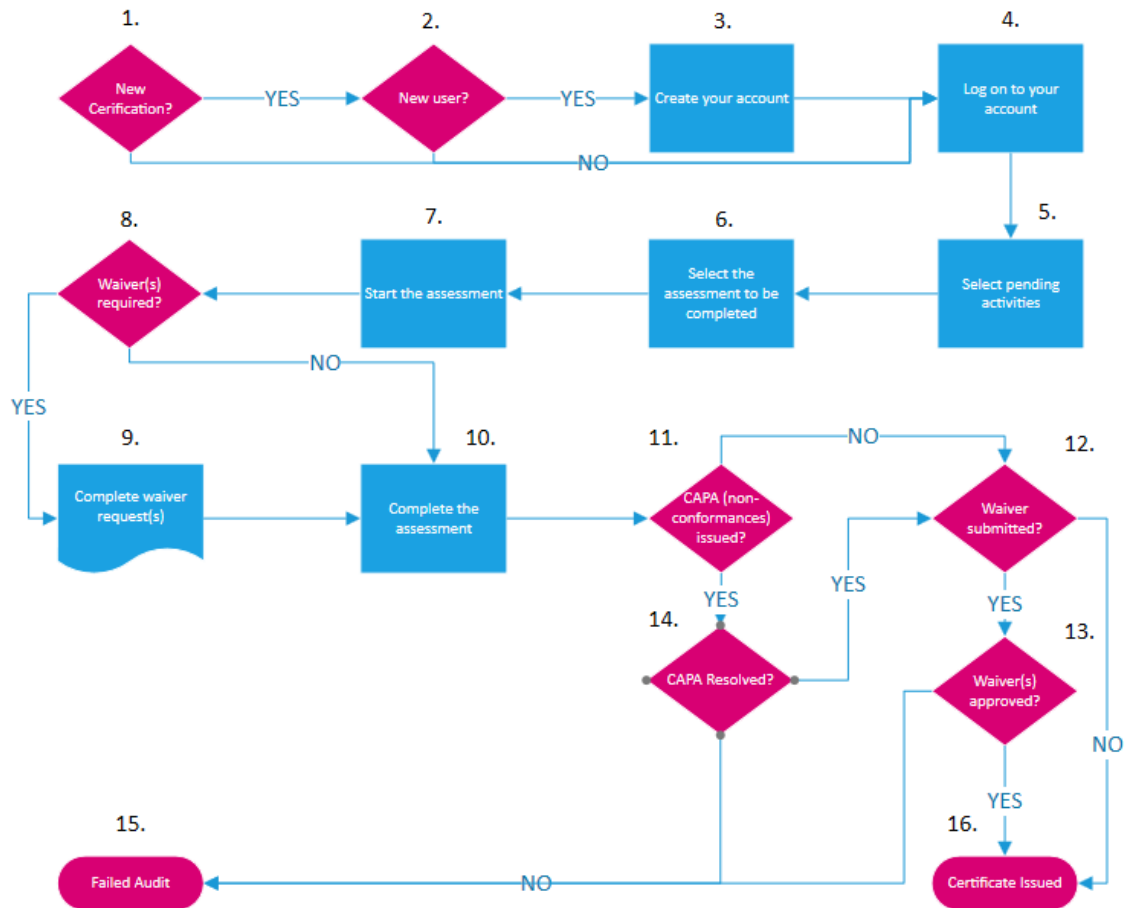 1.
2.
3.
4.
New
Cerification?
YES
New user?
YES
Create your account
Log on to your
account
NO
8.
7.
6.
5.
Waiver(s)
required?
Start the assessment
Select the
assessment to be
completed
Select pending
activities
NO
YES
9.
10.
11.
NO
12.
Complete waiver
request(s)
Complete the
assessment
CAPA (non-
conformances)
issued?
Waiver
submitted?
YES
YES
YES
14.
13.
CAPA Resolved?
Waiver(s)
approved?
NO
YES
15.
16.
Failed Audit
NO
Certificate Issued